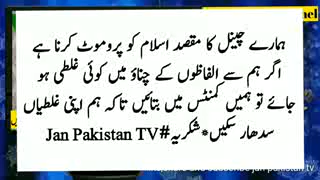 ہمارے چینل کا مقصد اسلام کو پروموٹ کرنا ہے
اگر ہم سے الفاظوں کے چناؤ میں کوئی غلطی ہو
جائے تو ہمیں کمنٹس میں بتائیں تاکہ ہم اپنی غلطیاں
سدھار سکیں٭شکریہ#Jan Pakistan TV